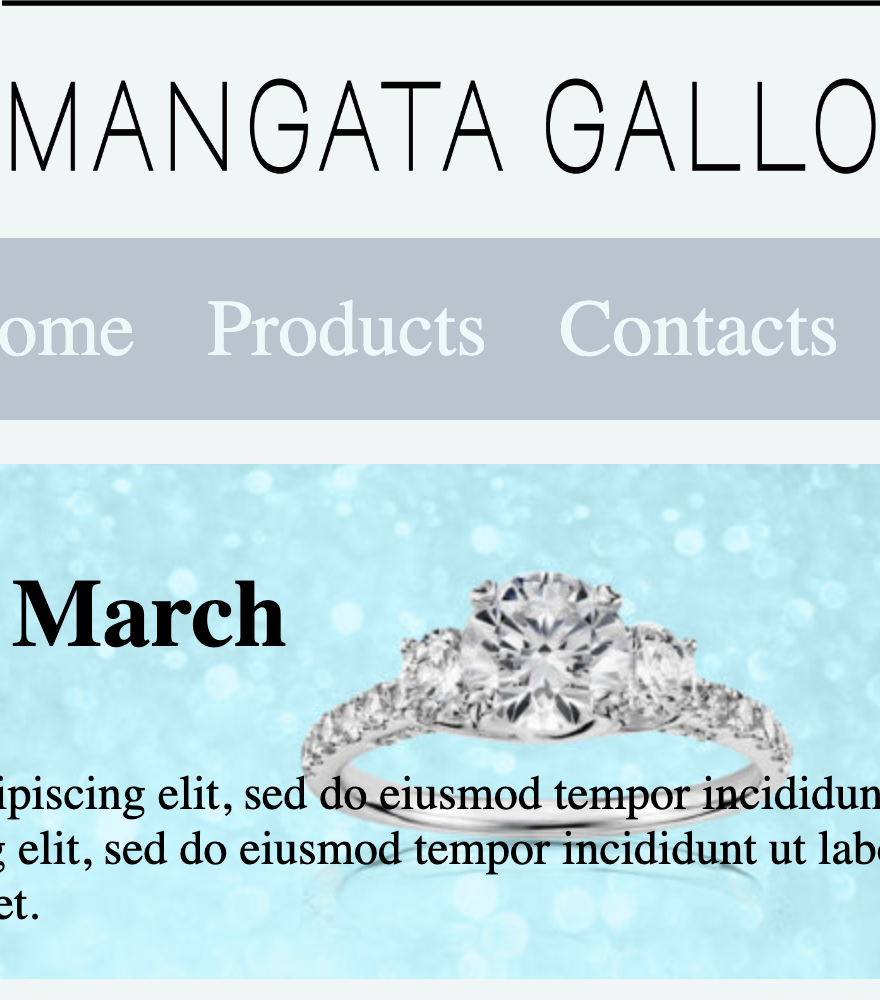 MANGATA GALLO
ome Products Contacts
March
ipiscing elit, sed do eiusmod tempor incididun
g elit, sed do eiusmod tempor incididunt ut labo
et.